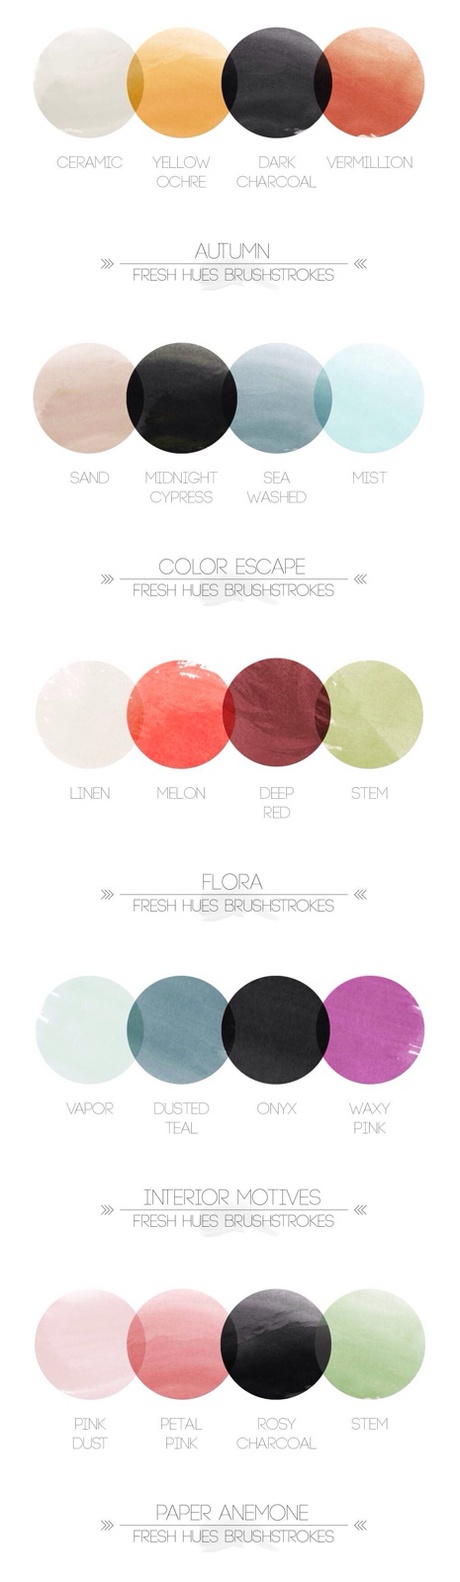 CERAMIC YELLOW DARK VERMILLION
OCHRE CHARCOAL
AUTUMN
FRESH HUES BRUSHSTROKES
SAND MIDNIGHT SEA MIST
CYPRESS WASHED
COLOR ESCAPE
FRESH HUES BRUSHSTROKES
LINEN MELON DEEP STEM
RED
FLORA
FRESH HUES BRUSHSTROKES
VAPOR DUSTED ONYX WAXY
TEAL PINK
INTERIOR MOTIVES
FRESH HUES BRUSHSTROKES
PINK PETAL ROSY STEM
DUST PINK CHARCOAL
PAPER ANEMONE
FRESH HUES BRUSHSTROKES